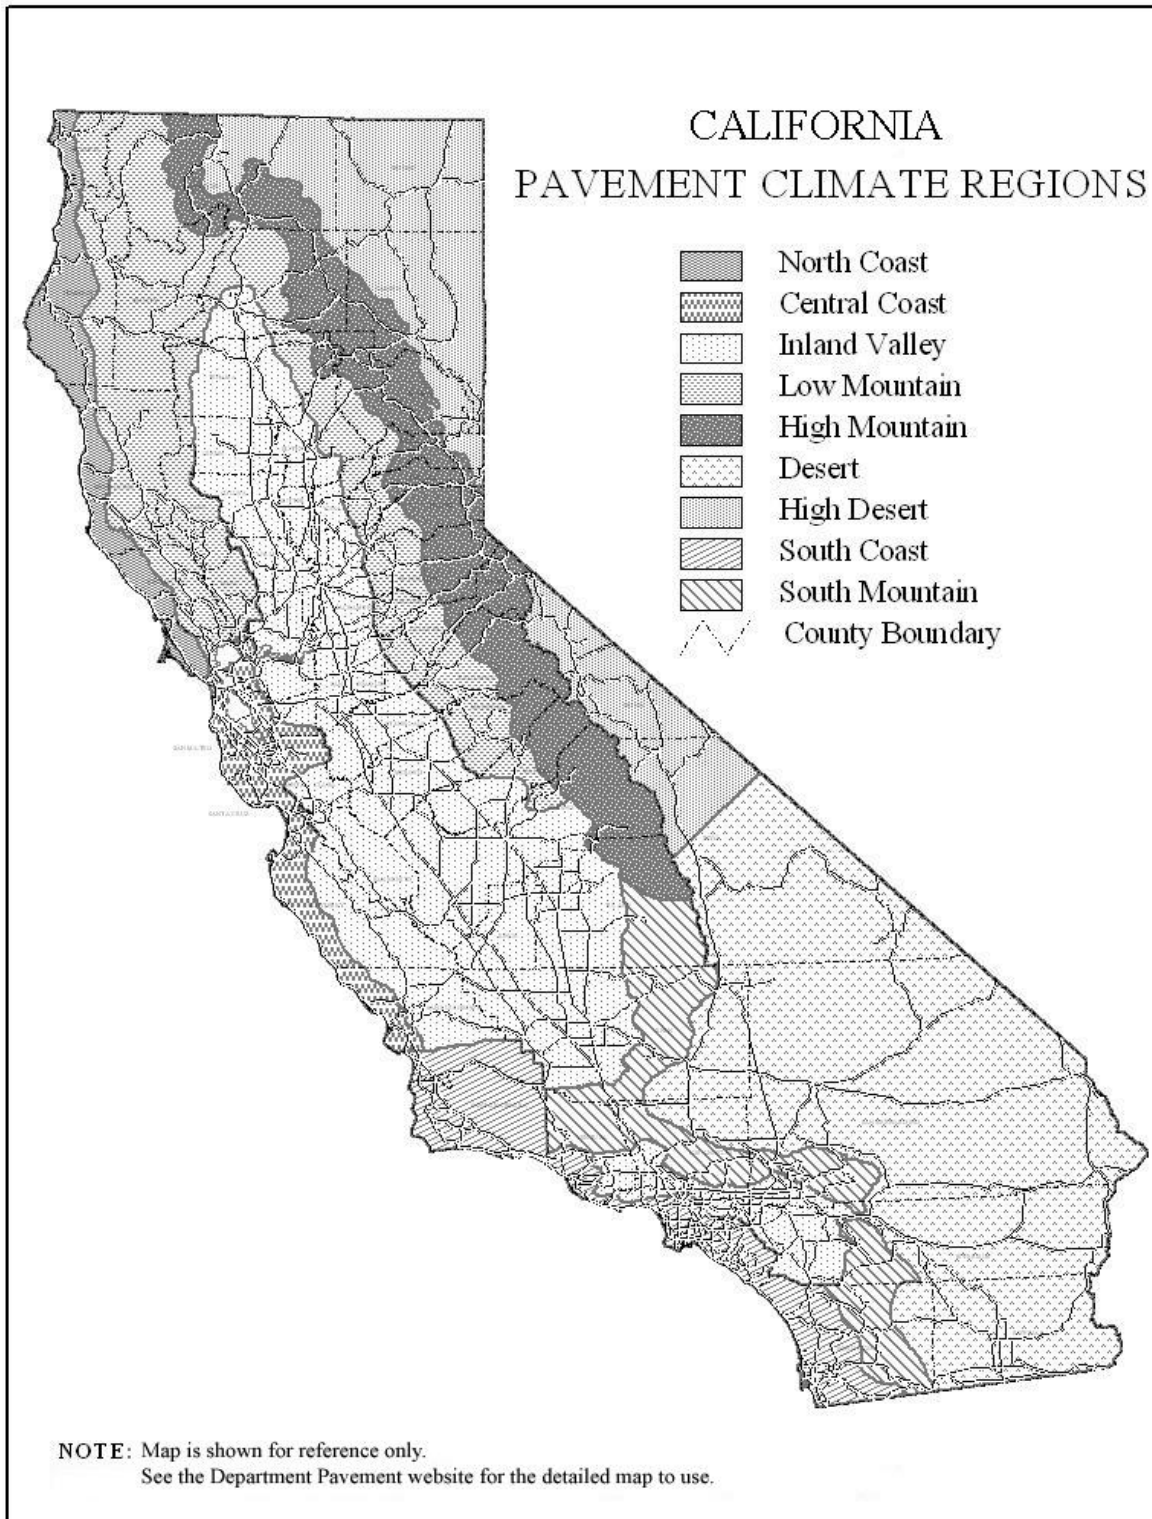 CALIFORNIA
PAVEMENT CLIMATE REGIONS
North Coast
Central Coast
Inland Valley
Low Mountain
High Mountain
Desert
High Desert
South Coast
South Mountain
County Boundary
NOTE: Map is shown for reference only.
See the Department Pavement website for the detailed map to use.